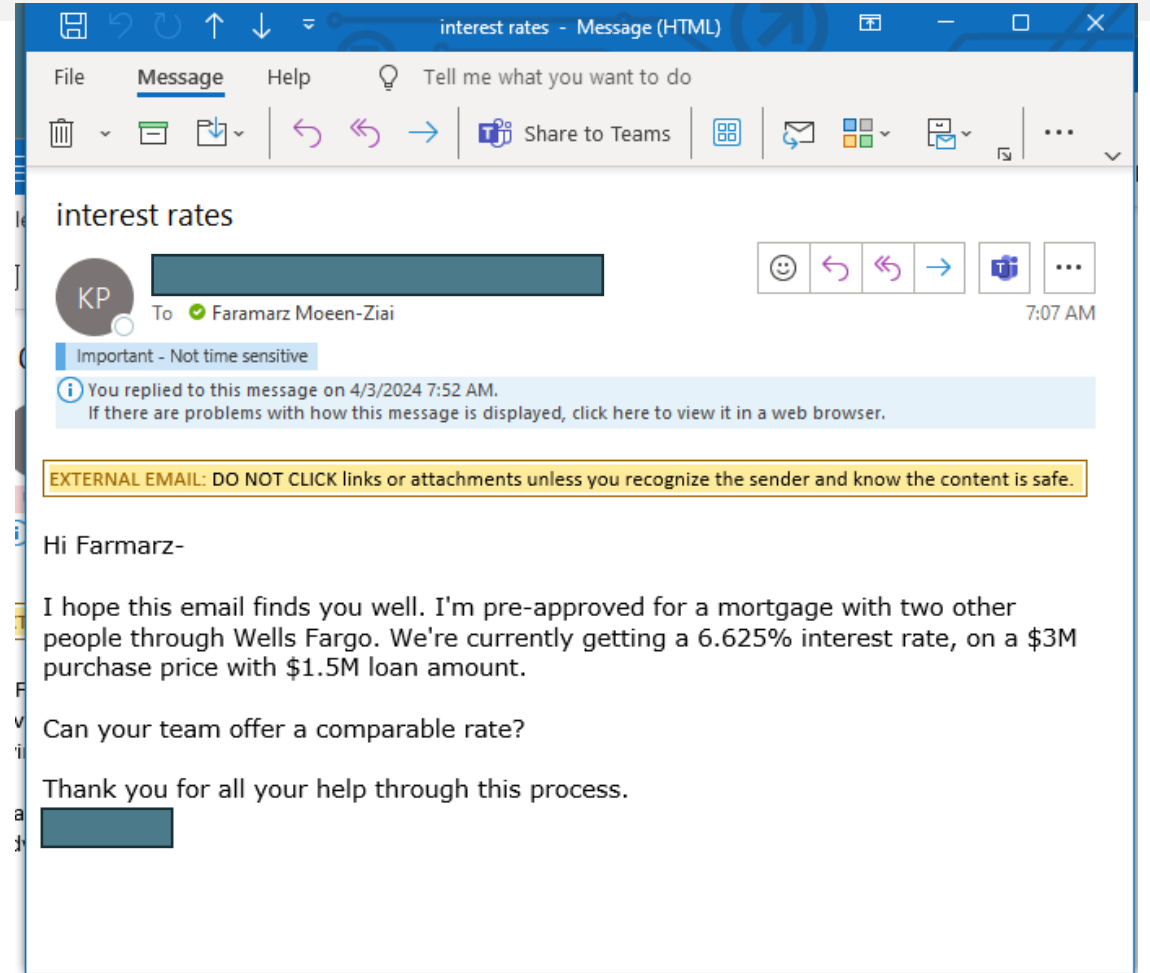 interest rates - Message (HTML)
File Message Help Tell me what you want to do
Share to Teams
interest rates
KP
To Faramarz Moeen-Ziai
7:07 AM
Important - Not time sensitive
You replied to this message on 4/3/2024 7:52 AM.
If there are problems with how this message is displayed, click here to view it in a web browser.
EXTERNAL EMAIL: DO NOT CLICK links or attachments unless you recognize the sender and know the content is safe.
Hi Farmarz-
I hope this email finds you well. I'm pre-approved for a mortgage with two other
people through Wells Fargo. We're currently getting a 6.625% interest rate, on a $3M
purchase price with $1.5M loan amount.
Can your team offer a comparable rate?
Thank you for all your help through this process.